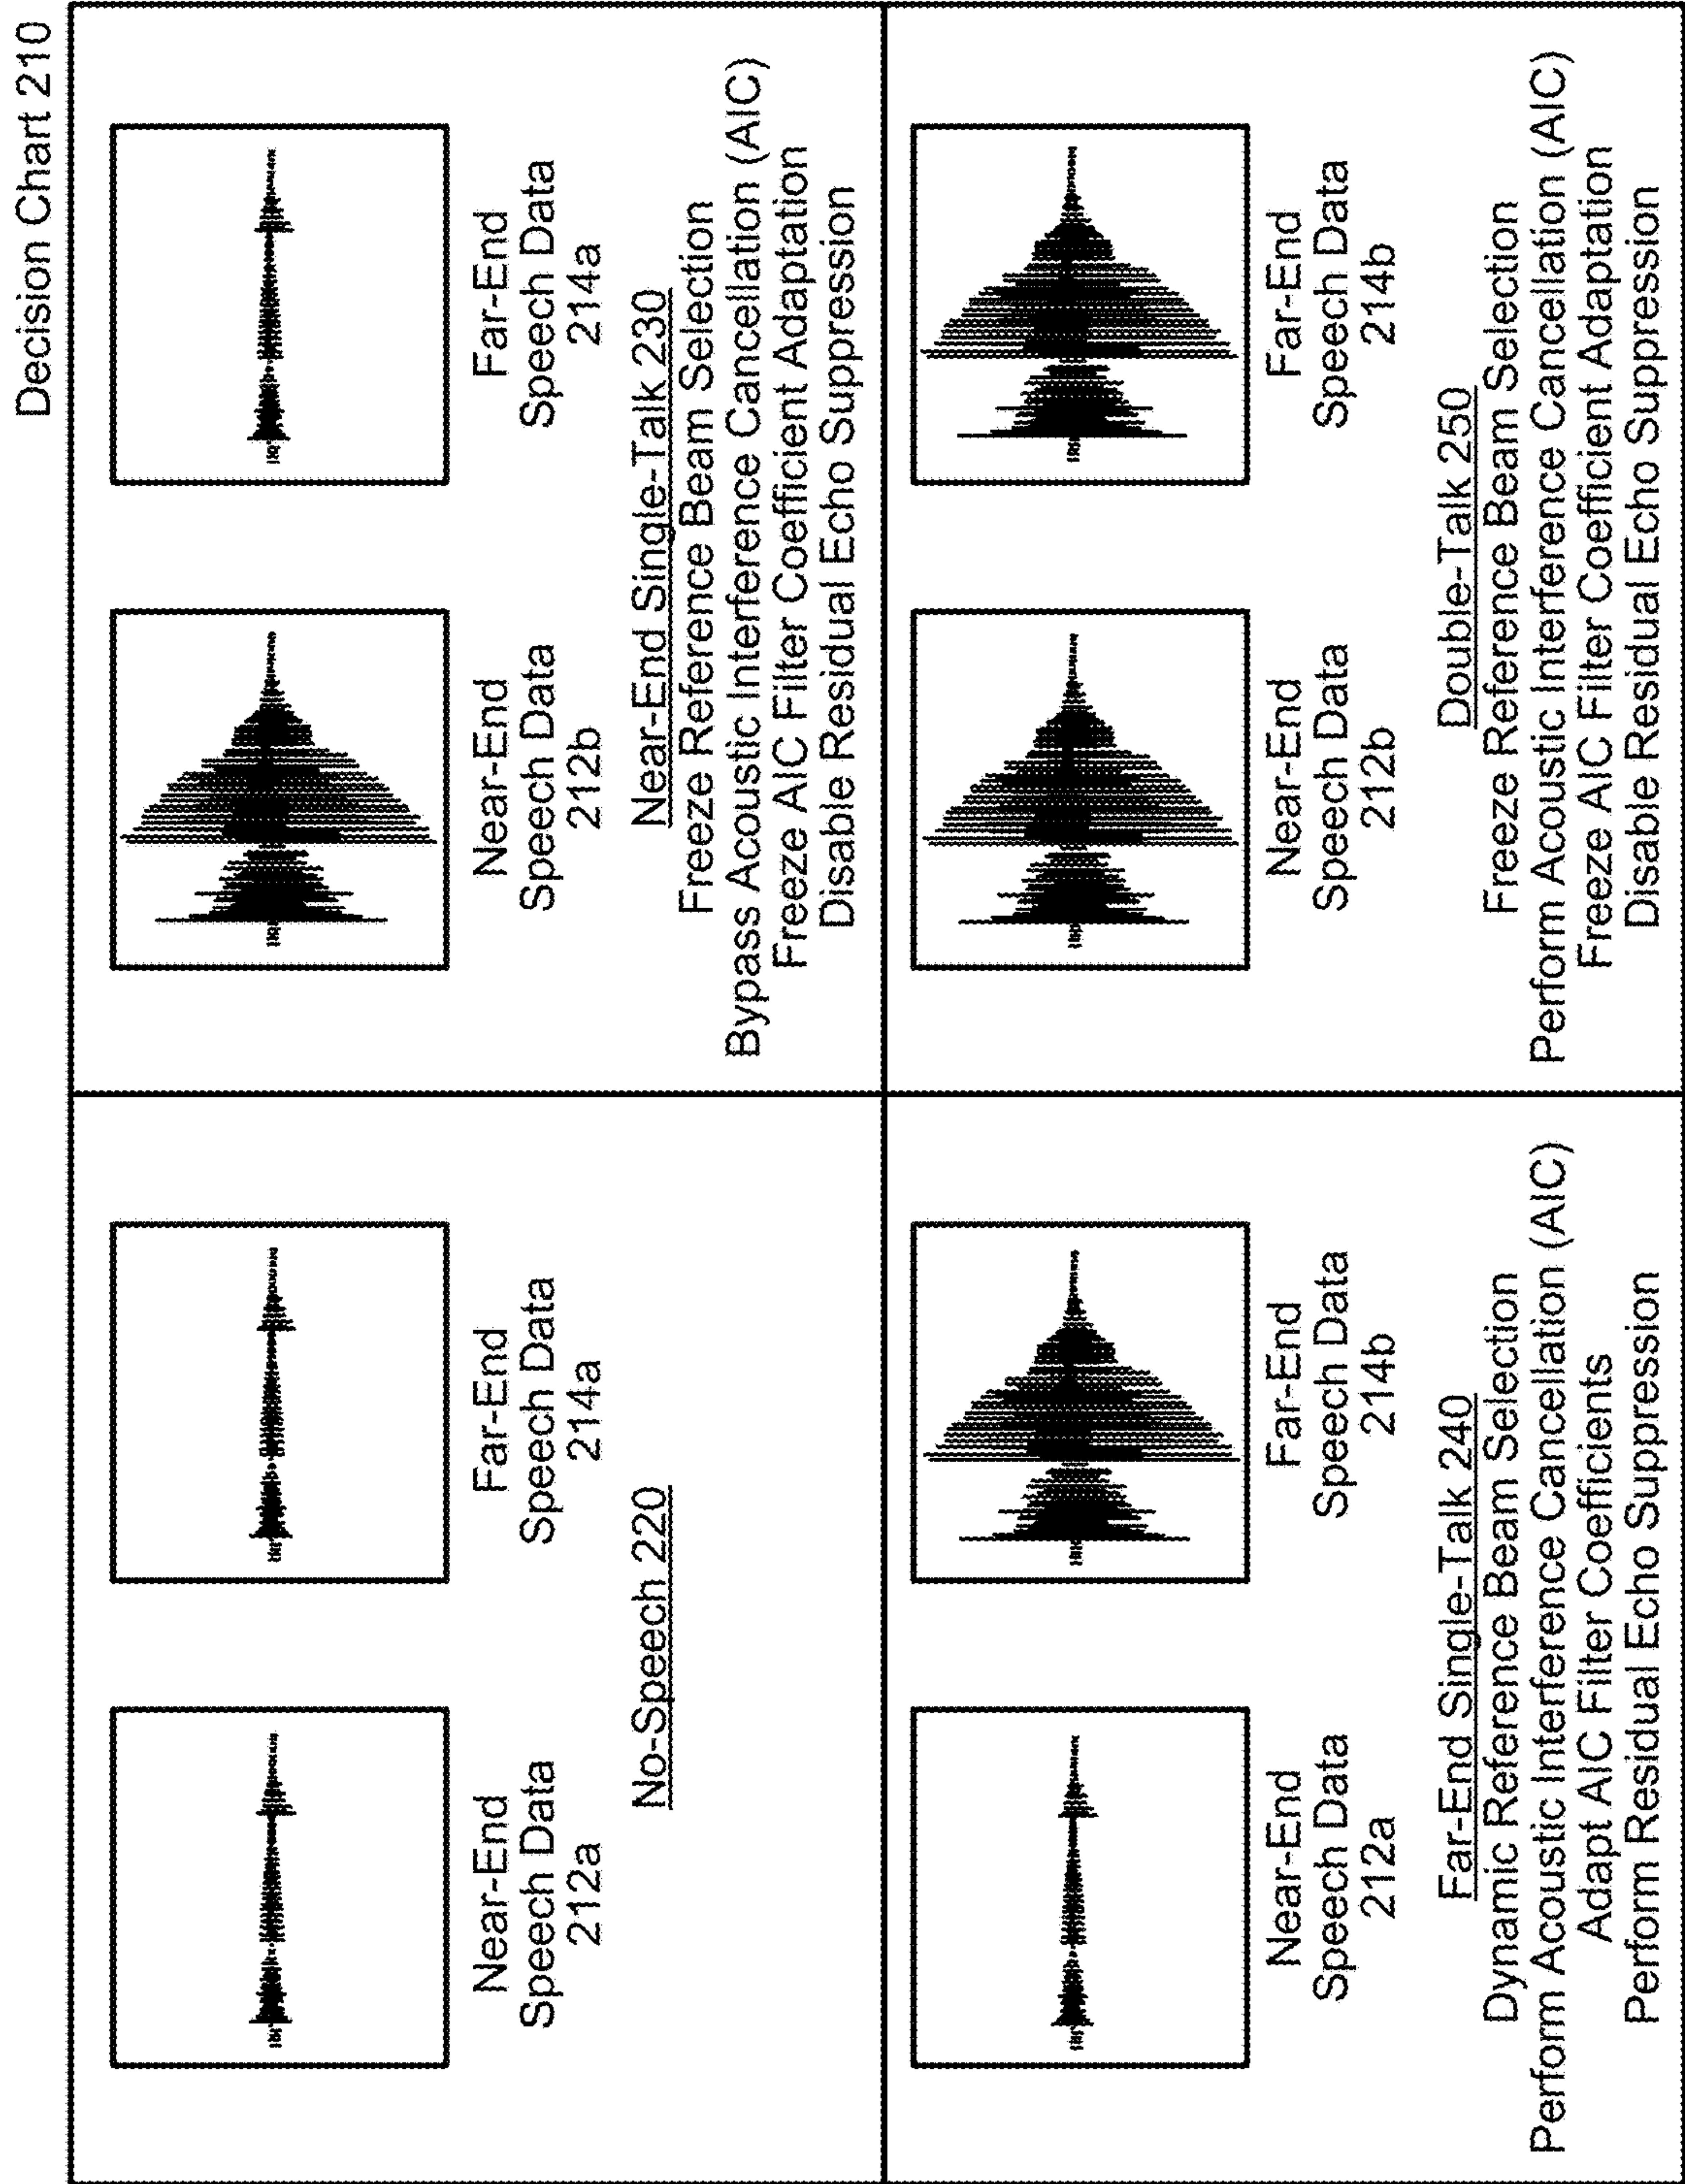 Decision Chart 210
Near-End
Speech Data
212a
Far-End
Speech Data
214a
No-Speech 220
Near-End
Speech Data
212b
Far-End
Speech Data
214a
Near-End Single-Talk 230
Freeze Reference Beam Selection
Bypass Acoustic Interference Cancellation (AIC)
Freeze AIC Filter Coefficient Adaptation
Disable Residual Echo Suppression
Near-End
Speech Data
212a
Far-End
Speech Data
214b
Far-End Single-Talk 240
Dynamic Reference Beam Selection
Perform Acoustic Interference Cancellation (AIC)
Adapt AIC Filter Coefficients
Perform Residual Echo Suppression
Near-End
Speech Data
212b
Far-End
Speech Data
214b
Double-Talk 250
Freeze Reference Beam Selection
Perform Acoustic Interference Cancellation (AIC)
Freeze AIC Filter Coefficient Adaptation
Disable Residual Echo Suppression